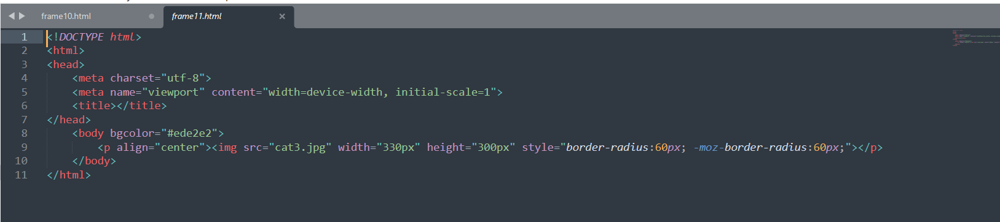 frame10.html
frame11.html
1 <!DOCTYPE html>
2 <html>
3 <head>
4 <meta charset="utf-8">
5 <meta name="viewport" content="width=device-width, initial-scale=1">
6 <title></title>
7 </head>
8 <body bgcolor="#ede2e2">
9 <p align="center"><img src="cat3.jpg" width="330px" height="300px" style="border-radius:60px; -moz-border-radius:60px;"></p>
10 </body>
11 </html>